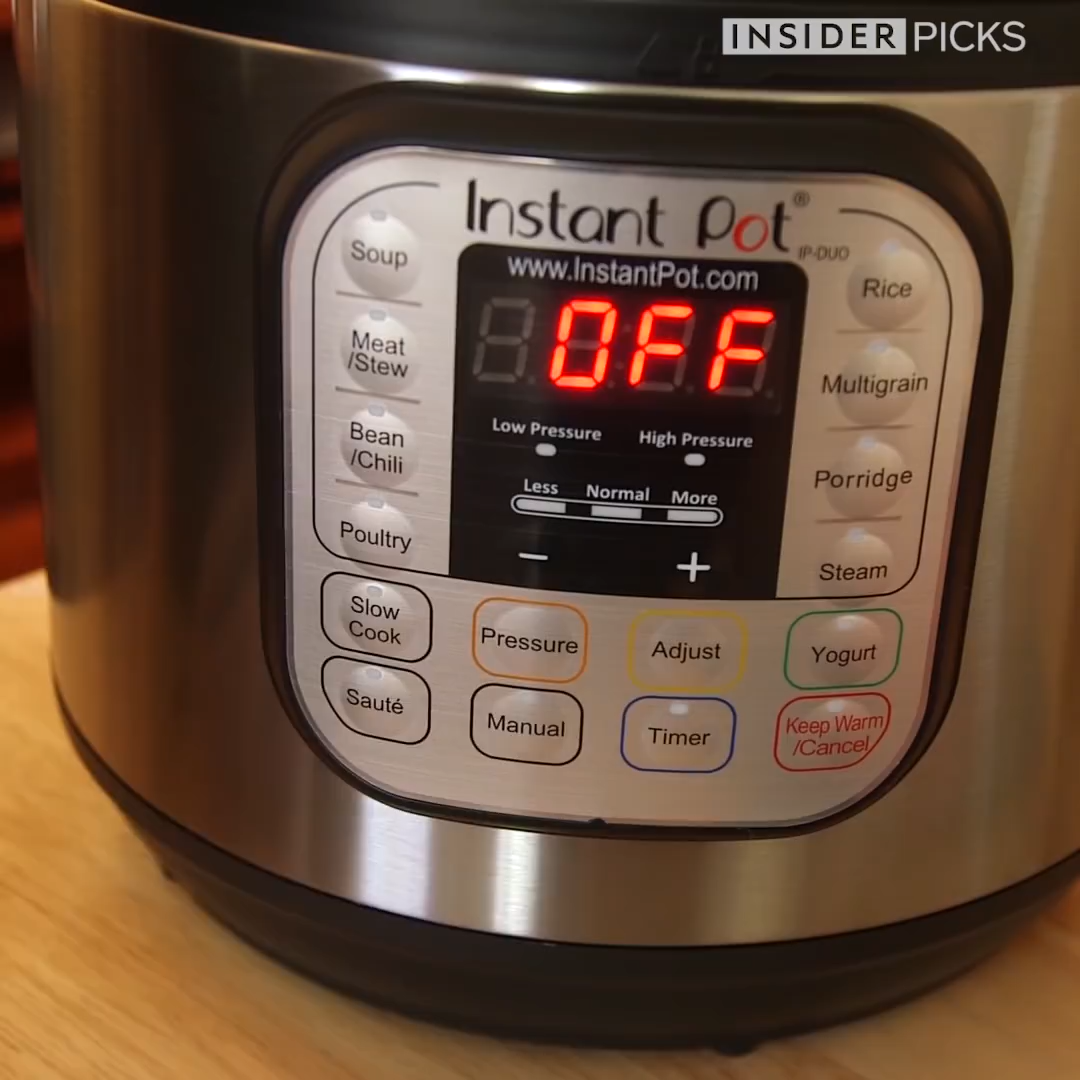 INSIDER PICKS
Instant Pot®
IP-DUO
www.InstantPot.com
OFF
Low Pressure
High Pressure
Less Normal More
− +
Soup
Meat
/Stew
Bean
/Chili
Poultry
Rice
Multigrain
Porridge
Steam
Slow
Cook
Pressure
Adjust
Yogurt
Sauté
Manual
Timer
Keep Warm
/Cancel